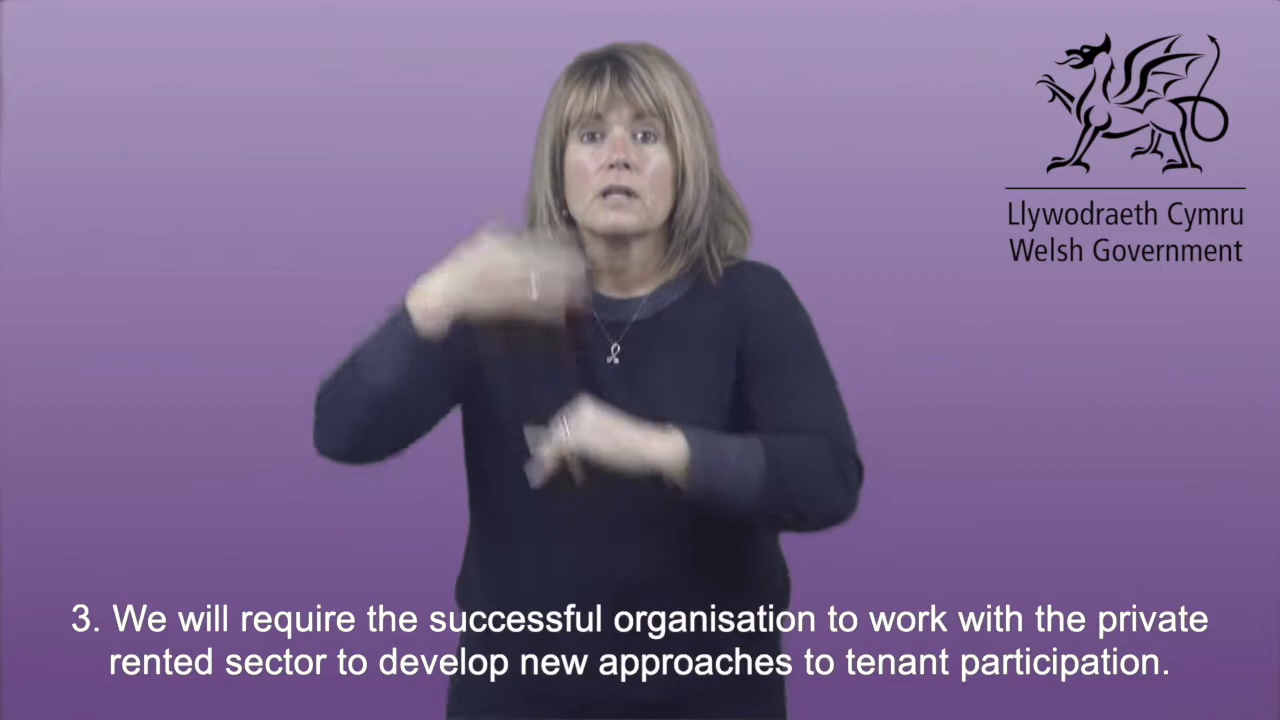 Llywodraeth Cymru
Welsh Government
3. We will require the successful organisation to work with the private
rented sector to develop new approaches to tenant participation.